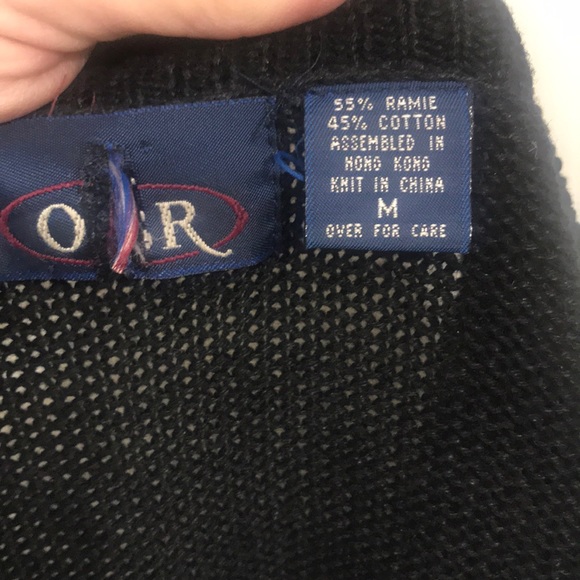 55% RAMIE
45% COTTON
ASSEMBLED IN
HONG KONG
KNIT IN CHINA
M
OVER FOR CARE